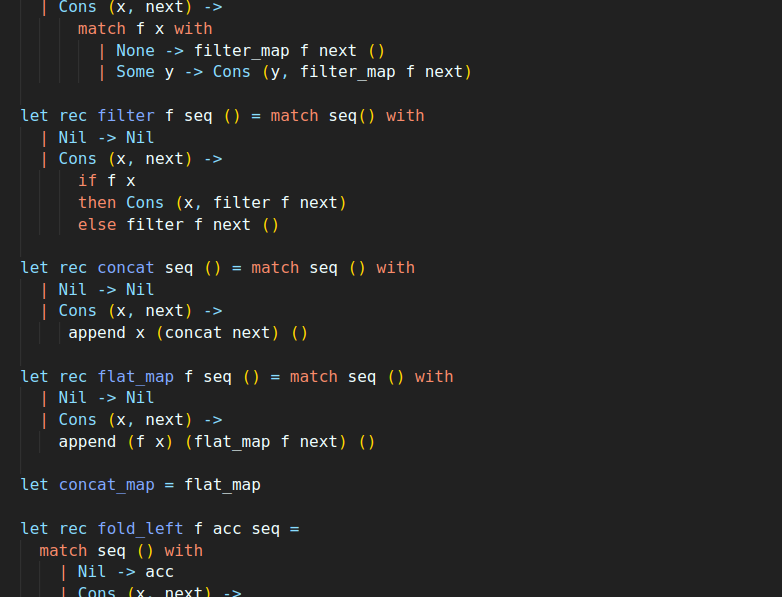 | Cons (x, next) ->
match f x with
| None -> filter_map f next ()
| Some y -> Cons (y, filter_map f next)
let rec filter f seq () = match seq() with
| Nil -> Nil
| Cons (x, next) ->
if f x
then Cons (x, filter f next)
else filter f next ()
let rec concat seq () = match seq () with
| Nil -> Nil
| Cons (x, next) ->
append x (concat next) ()
let rec flat_map f seq () = match seq () with
| Nil -> Nil
| Cons (x, next) ->
append (f x) (flat_map f next) ()
let concat_map = flat_map
let rec fold_left f acc seq =
match seq () with
| Nil -> acc
| Cons (x, next) ->